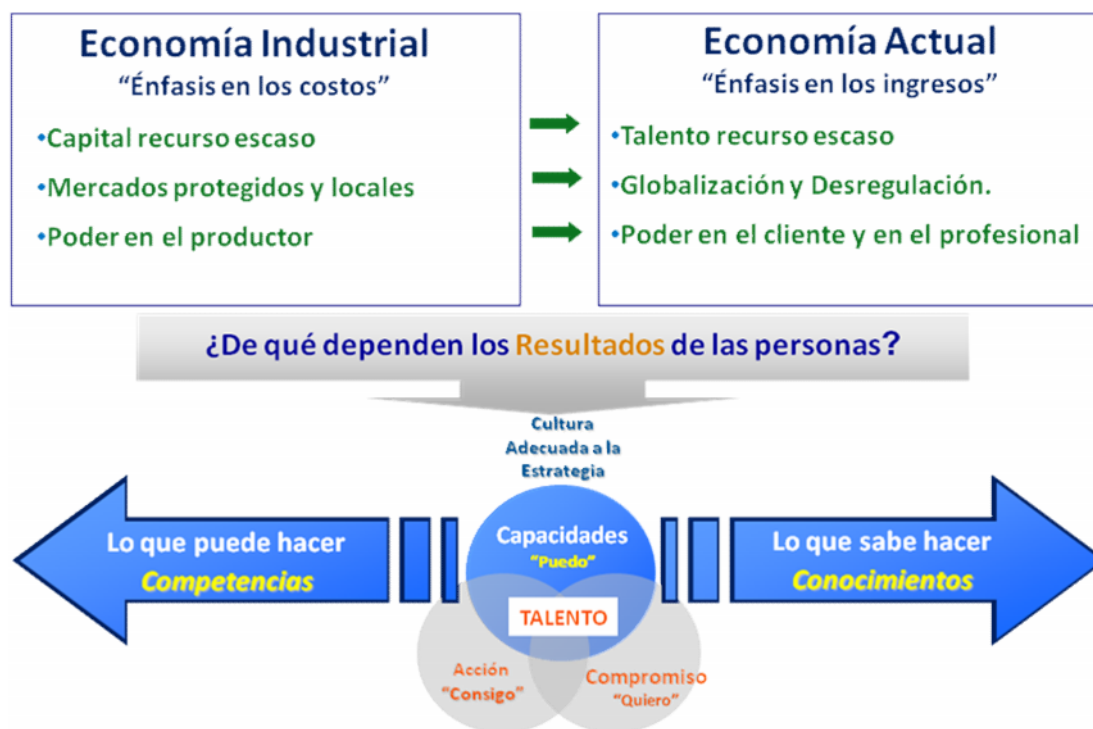 Economía Industrial
“Énfasis en los costos”
•Capital recurso escaso
•Mercados protegidos y locales
•Poder en el productor
Economía Actual
“Énfasis en los ingresos”
•Talento recurso escaso
•Globalización y Desregulación.
•Poder en el cliente y en el profesional
¿De qué dependen los Resultados de las personas?
Cultura
Adecuada a la
Estrategia
Lo que puede hacer
Competencias
Capacidades
“Puedo”
Lo que sabe hacer
Conocimientos
TALENTO
Acción
“Consigo”
Compromiso
“Quiero”